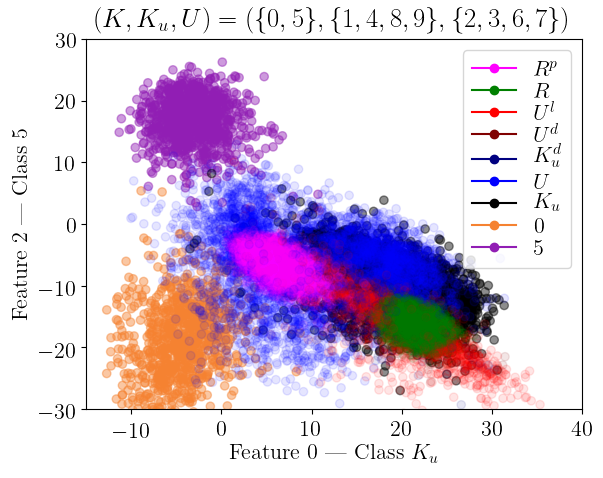 (K, K_u, U) = ({0, 5}, {1, 4, 8, 9}, {2, 3, 6, 7})
30
20
10
0
−10
−20
−30
Feature 2 — Class 5
R^p
R
U^l
U^d
K_u^d
U
K_u
0
5
−10
0
10
20
30
40
Feature 0 — Class K_u